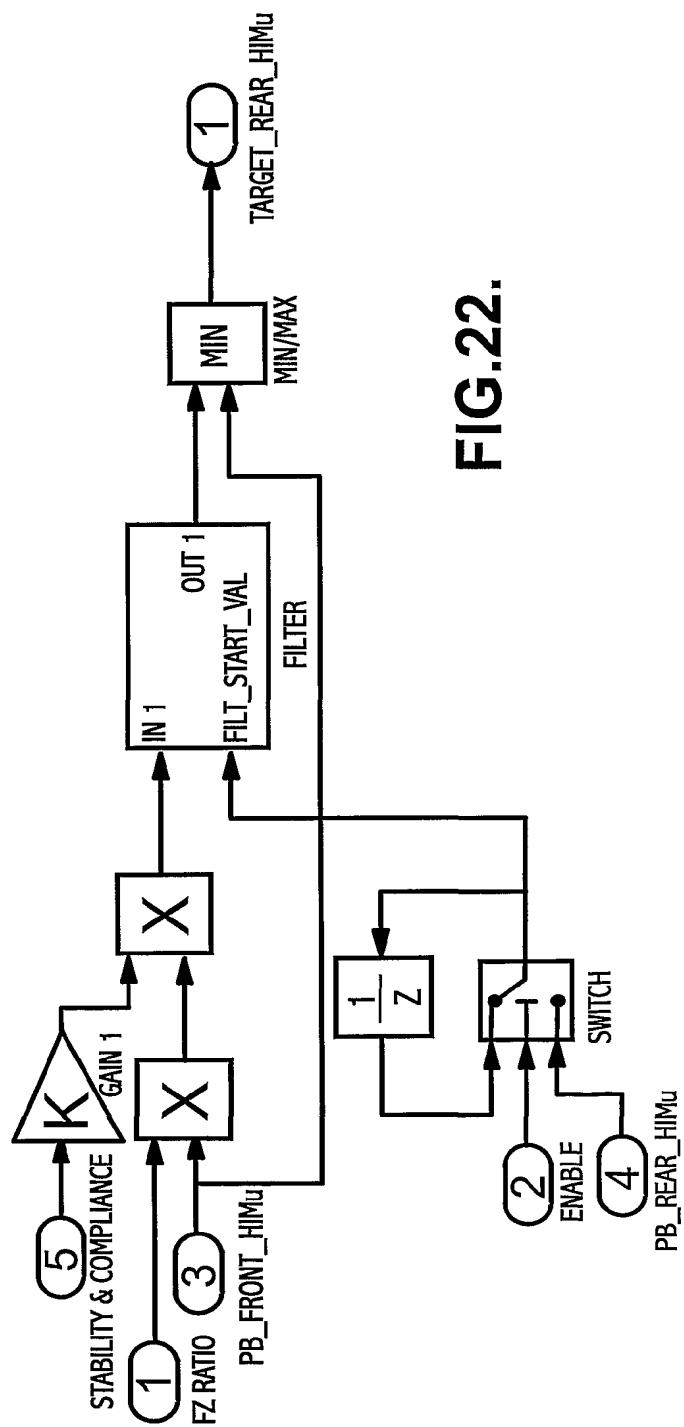 5
STABILITY & COMPLIANCE
K
GAIN 1
1
FZ RATIO
3
PB_FRONT_HIMu
X
X
IN 1
OUT 1
FILT_START_VAL
FILTER
MIN
MIN/MAX
1
TARGET_REAR_HIMu
1
Z
SWITCH
2
ENABLE
4
PB_REAR_HIMu
FIG.22.